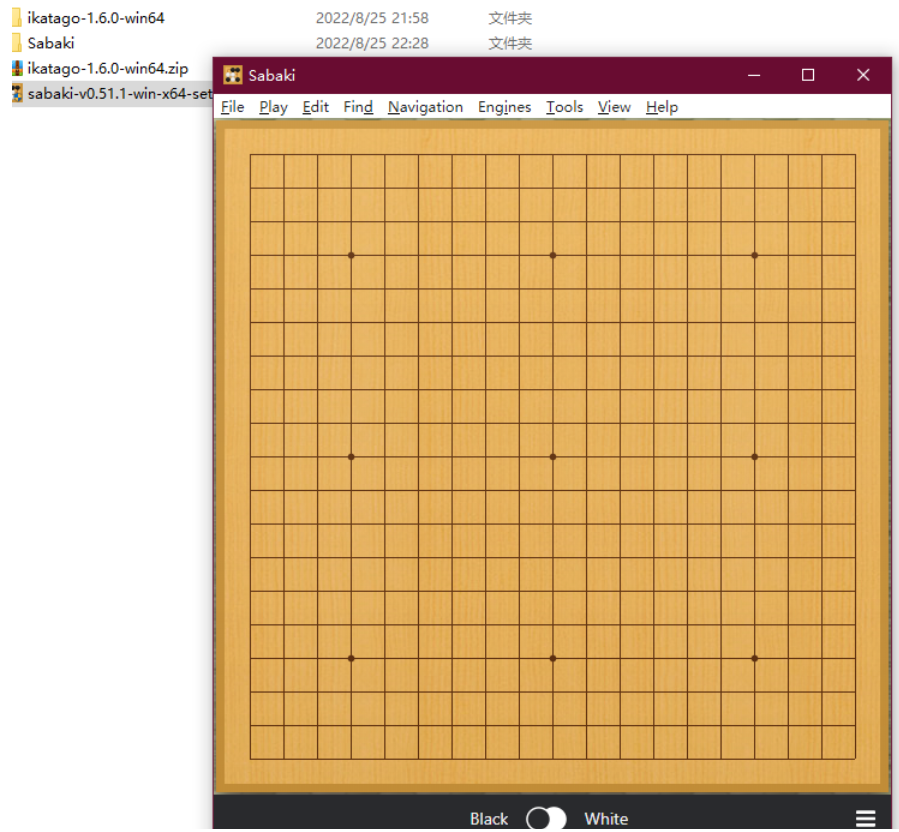 ikatago-1.6.0-win64 2022/8/25 21:58 文件夹
Sabaki 2022/8/25 22:28 文件夹
ikatago-1.6.0-win64.zip
sabaki-v0.51.1-win-x64-set
Sabaki
File Play Edit Find Navigation Engines Tools View Help
Black White